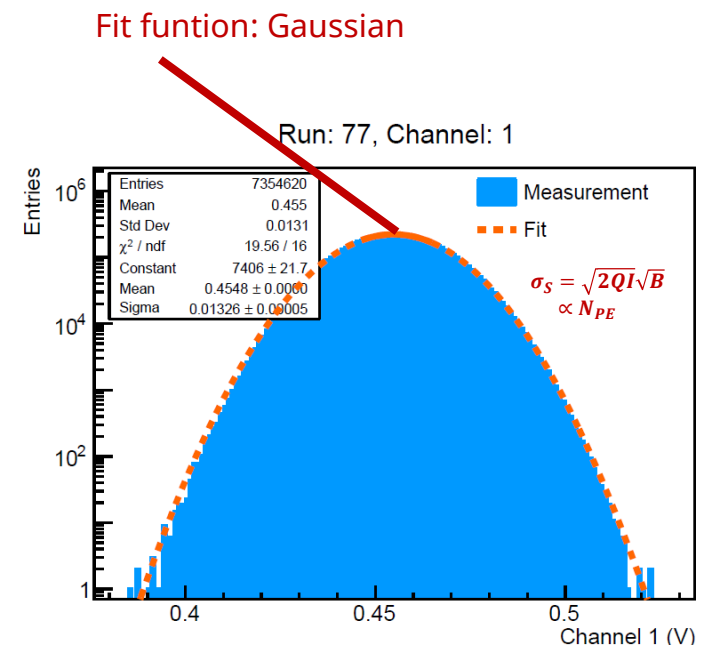 Fit funtion: Gaussian
Run: 77, Channel: 1
Entries
10⁶
10⁴
10²
1
Entries 7354620
Mean 0.455
Std Dev 0.0131
χ² / ndf 19.56 / 16
Constant 7406 ± 21.7
Mean 0.4548 ± 0.0000
Sigma 0.01326 ± 0.00005
Measurement
Fit
σ_S = √2QI√B
∝ N_PE
0.4 0.45 0.5
Channel 1 (V)